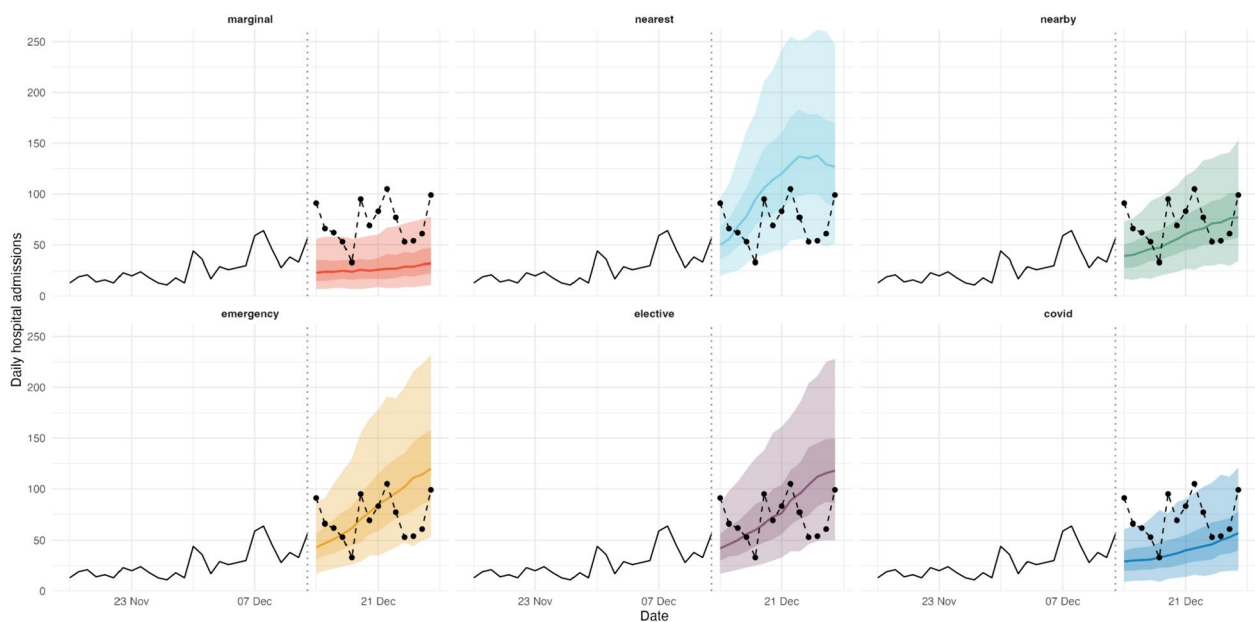 marginal nearest nearby
250
200
150
100
50
0
emergency elective covid
250
200
150
100
50
0
Daily hospital admissions
23 Nov 07 Dec 21 Dec 23 Nov 07 Dec 21 Dec 23 Nov 07 Dec 21 Dec
Date